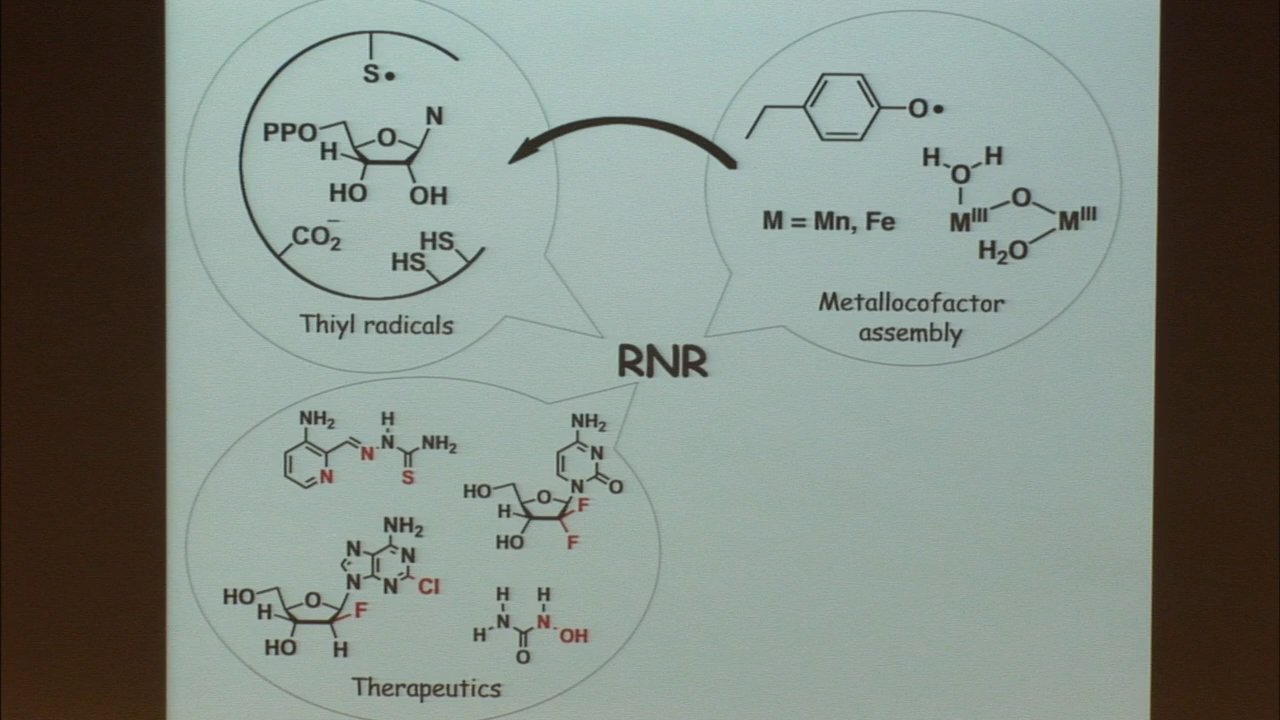 S•
PPO
O
N
H
HO
OH
CO₂⁻
HS
HS
Thiyl radicals
O•
H
H
O
O
M = Mn, Fe
Mᴵᴵᴵ
Mᴵᴵᴵ
H₂O
Metallocofactor
assembly
RNR
NH₂
H
N
N
NH₂
N
S
NH₂
N
N
O
HO
O
F
H
HO
F
NH₂
N
N
N
N
Cl
HO
O
F
H
HO
H
H
H
H
N
N
OH
O
Therapeutics